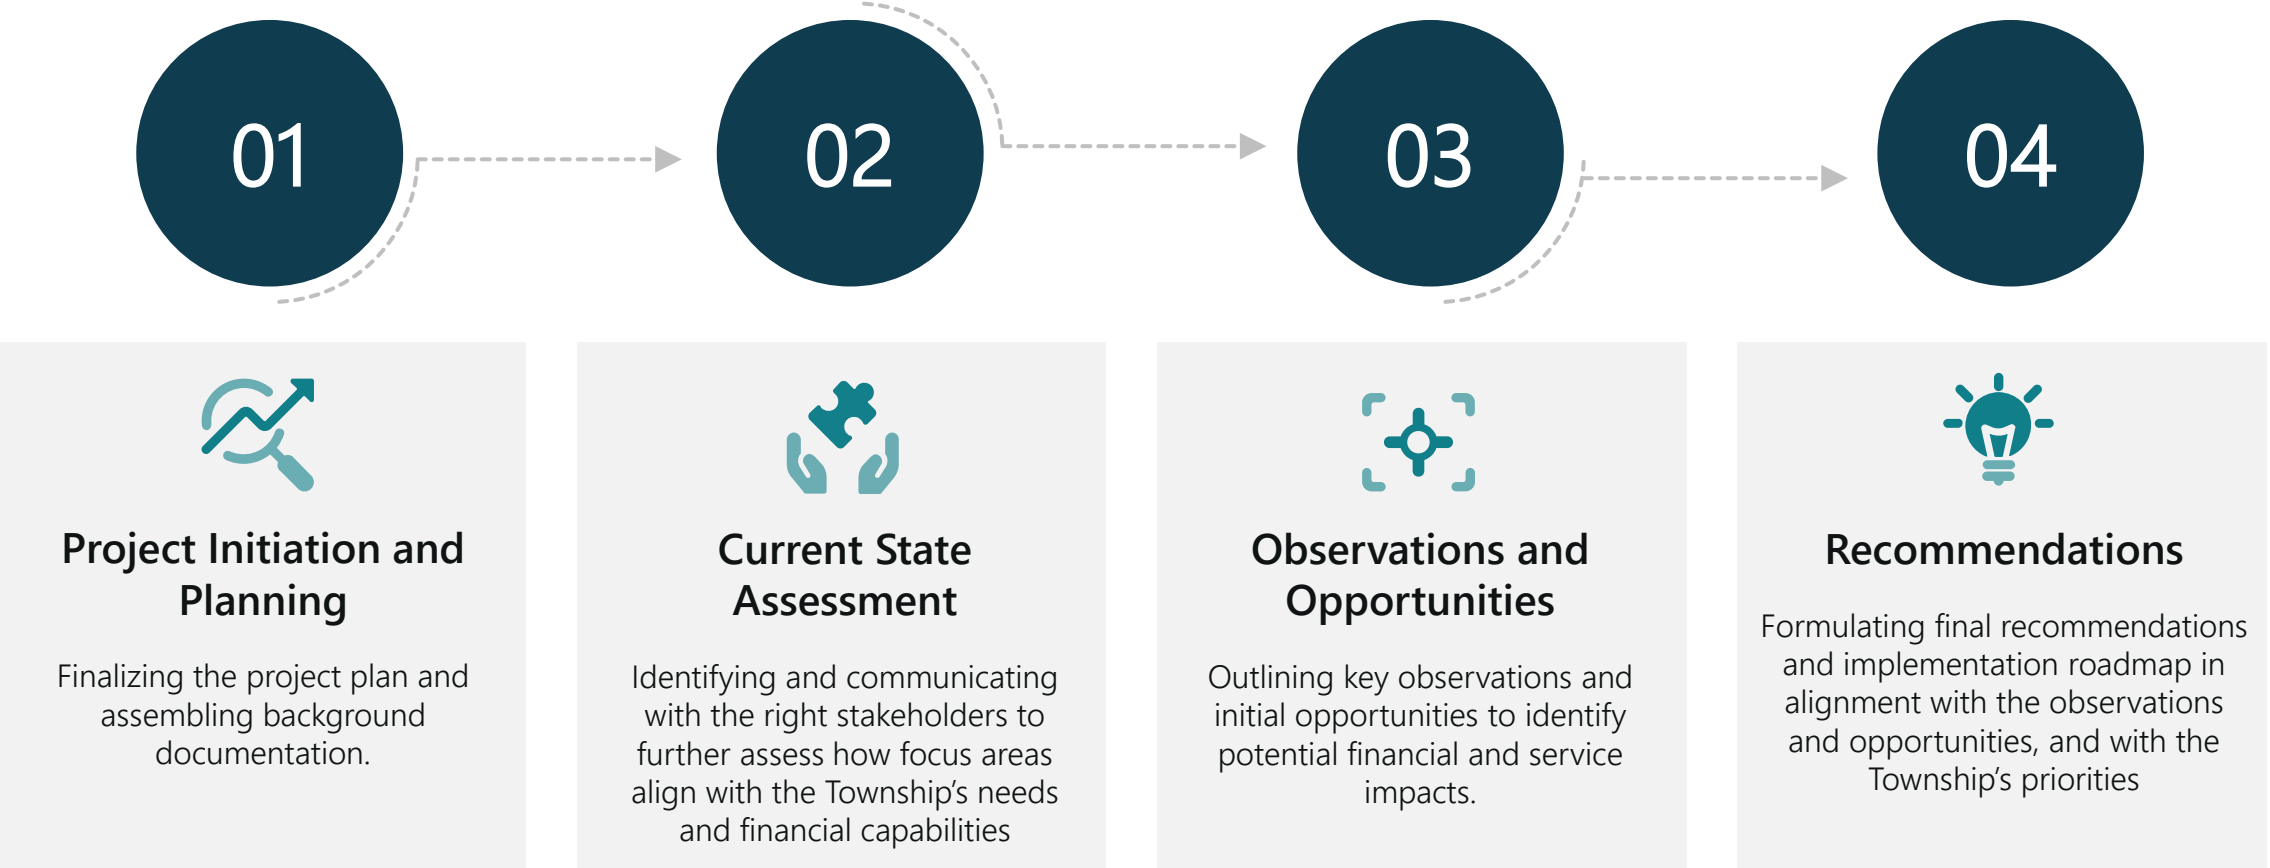 01
02
03
04
Project Initiation and
Planning
Finalizing the project plan and
assembling background
documentation.
Current State
Assessment
Identifying and communicating
with the right stakeholders to
further assess how focus areas
align with the Township’s needs
and financial capabilities
Observations and
Opportunities
Outlining key observations and
initial opportunities to identify
potential financial and service
impacts.
Recommendations
Formulating final recommendations
and implementation roadmap in
alignment with the observations
and opportunities, and with the
Township’s priorities